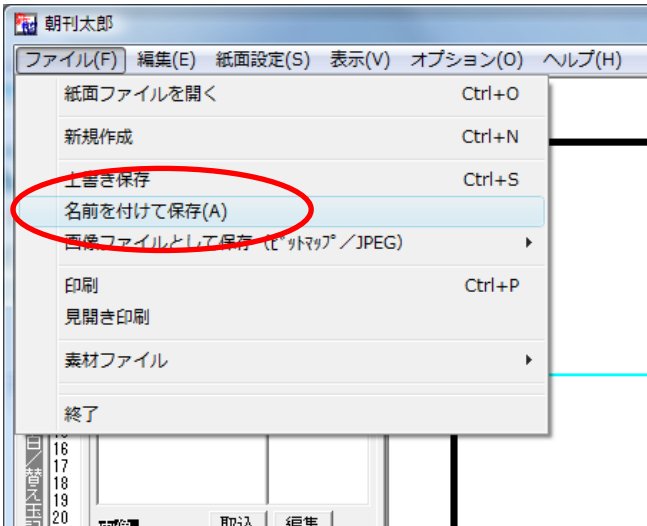 朝刊太郎
ファイル(F) 編集(E) 紙面設定(S) 表示(V) オプション(O) ヘルプ(H)
紙面ファイルを開く Ctrl+O
新規作成 Ctrl+N
上書き保存 Ctrl+S
名前を付けて保存(A)
画像ファイルとして保存 (ﾋﾞｯﾄﾏｯﾌﾟ／JPEG)
印刷 Ctrl+P
見開き印刷
素材ファイル
終了
16
17
18
19
20
取込 編集